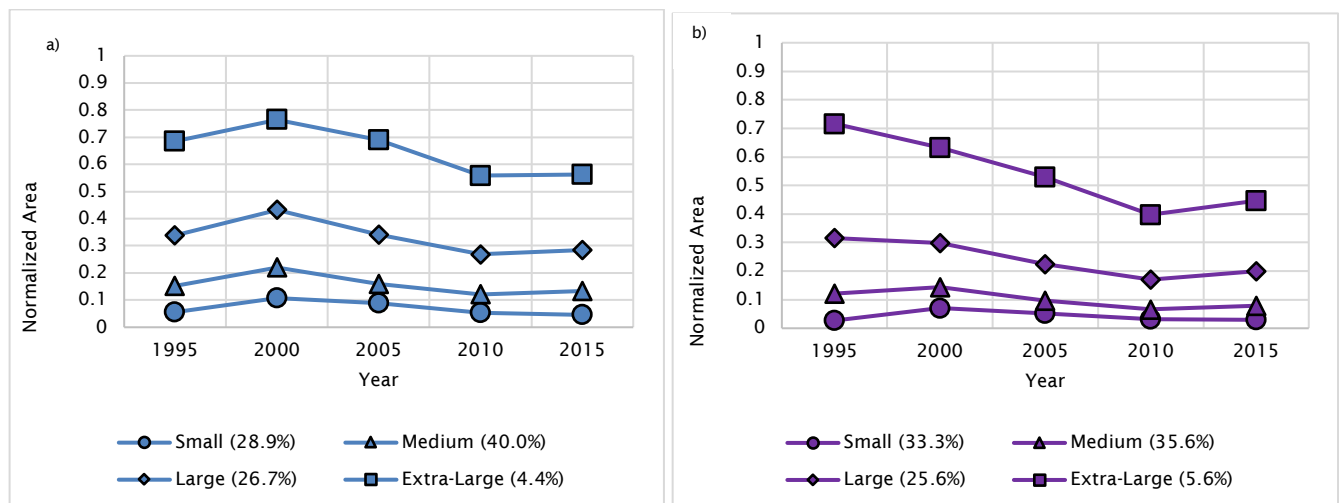 a)
1
0.9
0.8
0.7
0.6
0.5
0.4
0.3
0.2
0.1
0
Normalized Area
1995 2000 2005 2010 2015
Year
Small (28.9%) Medium (40.0%)
Large (26.7%) Extra-Large (4.4%)
b)
1
0.9
0.8
0.7
0.6
0.5
0.4
0.3
0.2
0.1
0
Normalized Area
1995 2000 2005 2010 2015
Year
Small (33.3%) Medium (35.6%)
Large (25.6%) Extra-Large (5.6%)